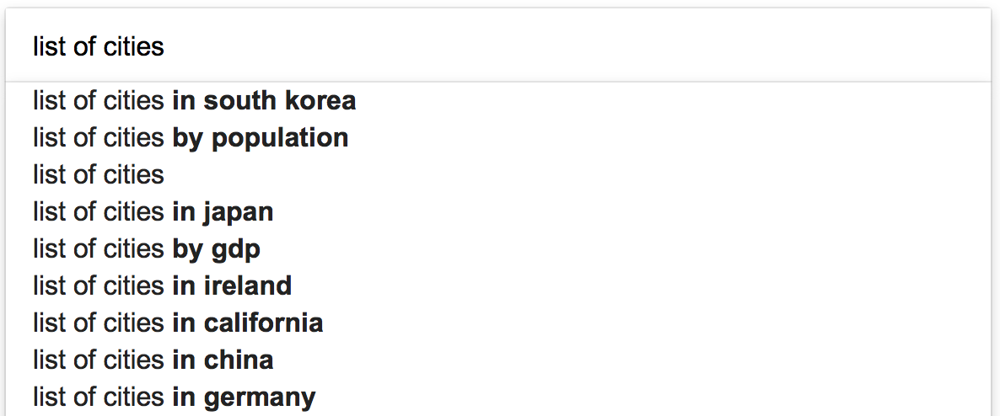 list of cities
list of cities in south korea
list of cities by population
list of cities
list of cities in japan
list of cities by gdp
list of cities in ireland
list of cities in california
list of cities in china
list of cities in germany